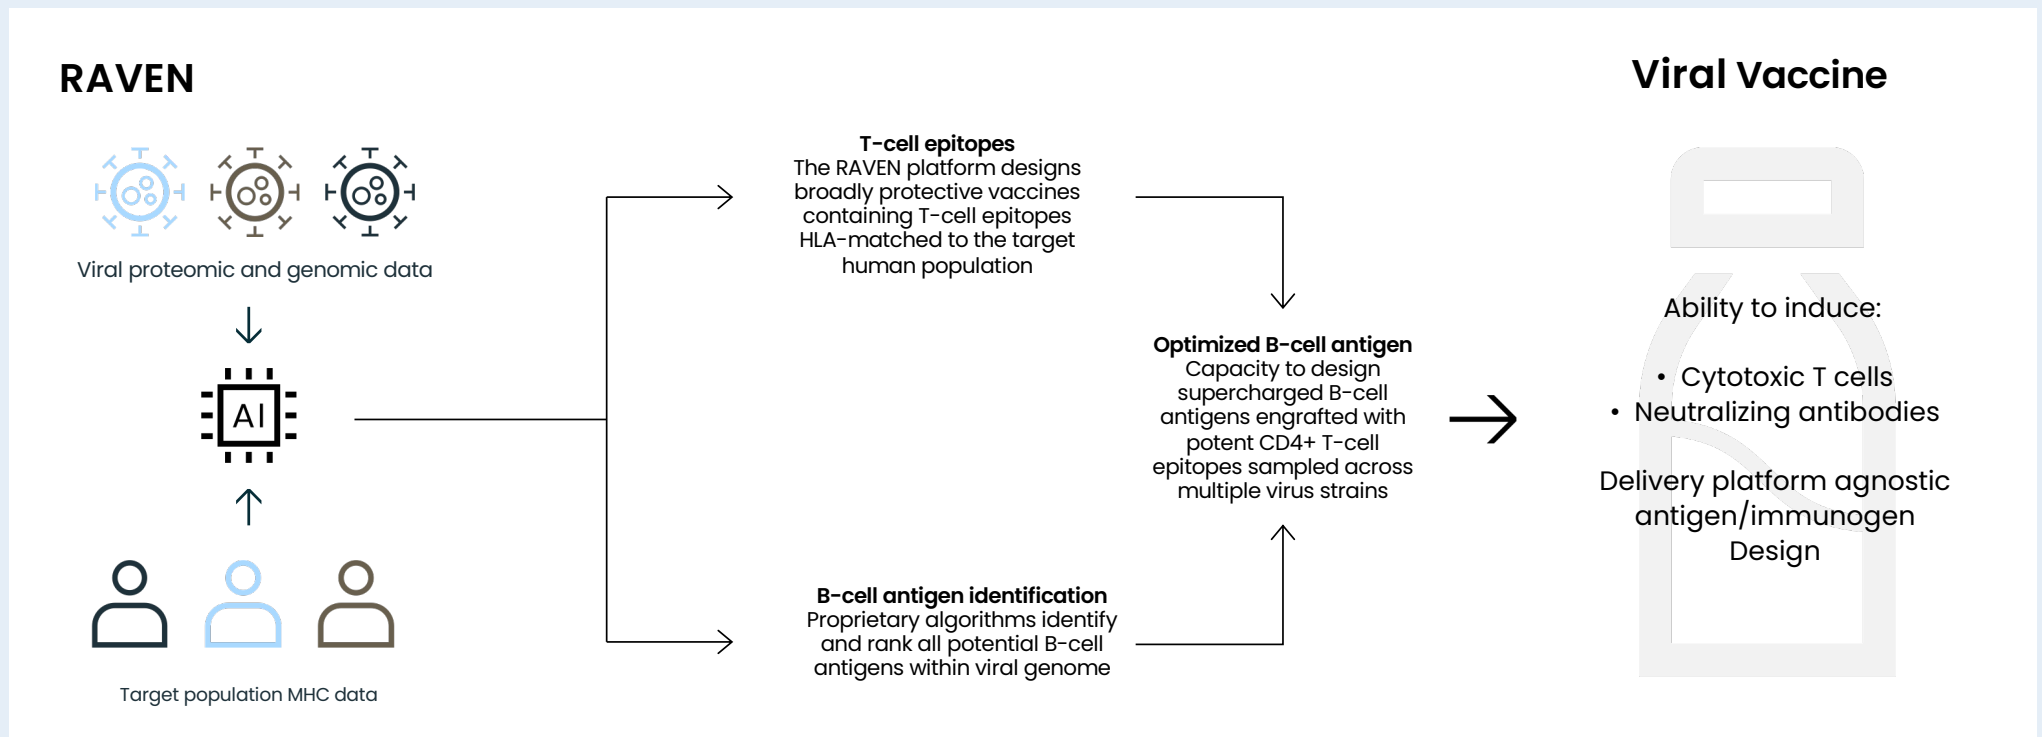 RAVEN
Viral proteomic and genomic data
AI
Target population MHC data
T-cell epitopes
The RAVEN platform designs
broadly protective vaccines
containing T-cell epitopes
HLA-matched to the target
human population
B-cell antigen identification
Proprietary algorithms identify
and rank all potential B-cell
antigens within viral genome
Optimized B-cell antigen
Capacity to design
supercharged B-cell
antigens engrafted with
potent CD4+ T-cell
epitopes sampled across
multiple virus strains
Viral Vaccine
Ability to induce:
• Cytotoxic T cells
• Neutralizing antibodies
Delivery platform agnostic
antigen/immunogen
Design